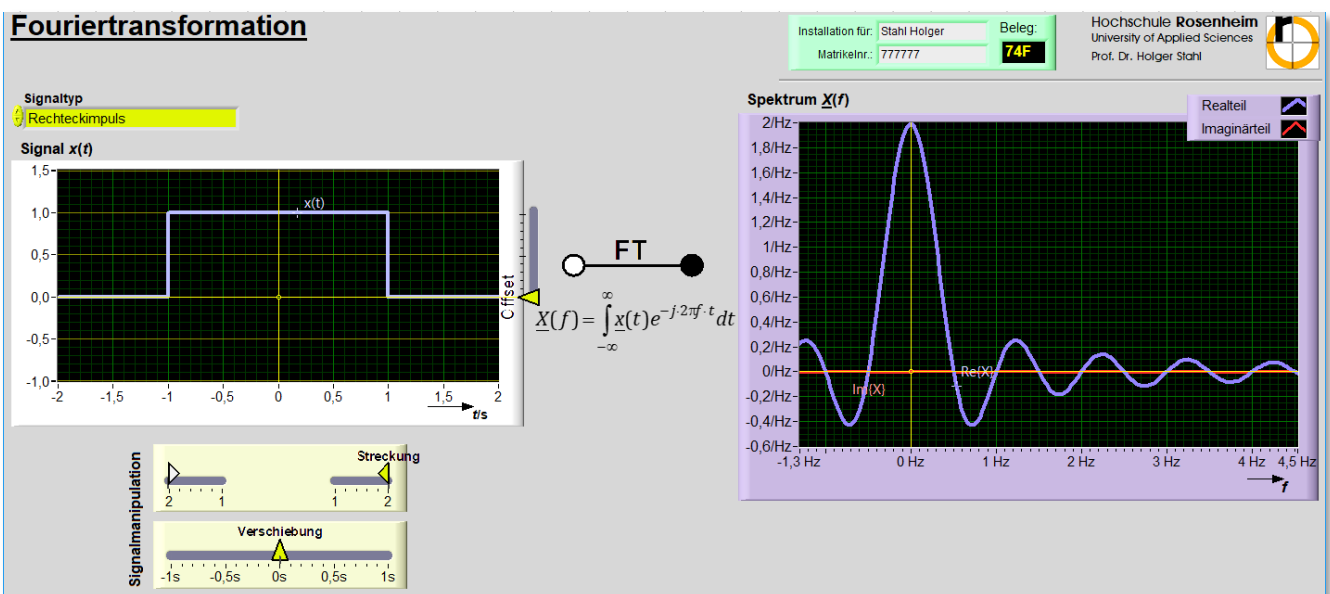 Fouriertransformation
Installation für: Stahl Holger
Beleg:
Matrikelnr.: 777777
74F
Hochschule Rosenheim
University of Applied Sciences
Prof. Dr. Holger Stahl
Signaltyp
Rechteckimpuls
Signal x(t)
1,5-
1,0-
0,5-
0,0-
-0,5-
-1,0-
-2 -1,5 -1 -0,5 0 0,5 1 1,5 2
t/s
x(t)
Offset
FT
X(f) = ∫_{-∞}^{∞} x(t)e^{-j·2πf·t} dt
Spektrum X(f)
Realteil
Imaginärteil
2/Hz-
1,8/Hz-
1,6/Hz-
1,4/Hz-
1,2/Hz-
1/Hz-
0,8/Hz-
0,6/Hz-
0,4/Hz-
0,2/Hz-
0/Hz-
-0,2/Hz-
-0,4/Hz-
-0,6/Hz-
Re{X}
Im{X}
-1,3 Hz 0 Hz 1 Hz 2 Hz 3 Hz 4 Hz 4,5 Hz
f
Signalmanipulation
Streckung
2 1 1 2
Verschiebung
-1s -0,5s 0s 0,5s 1s